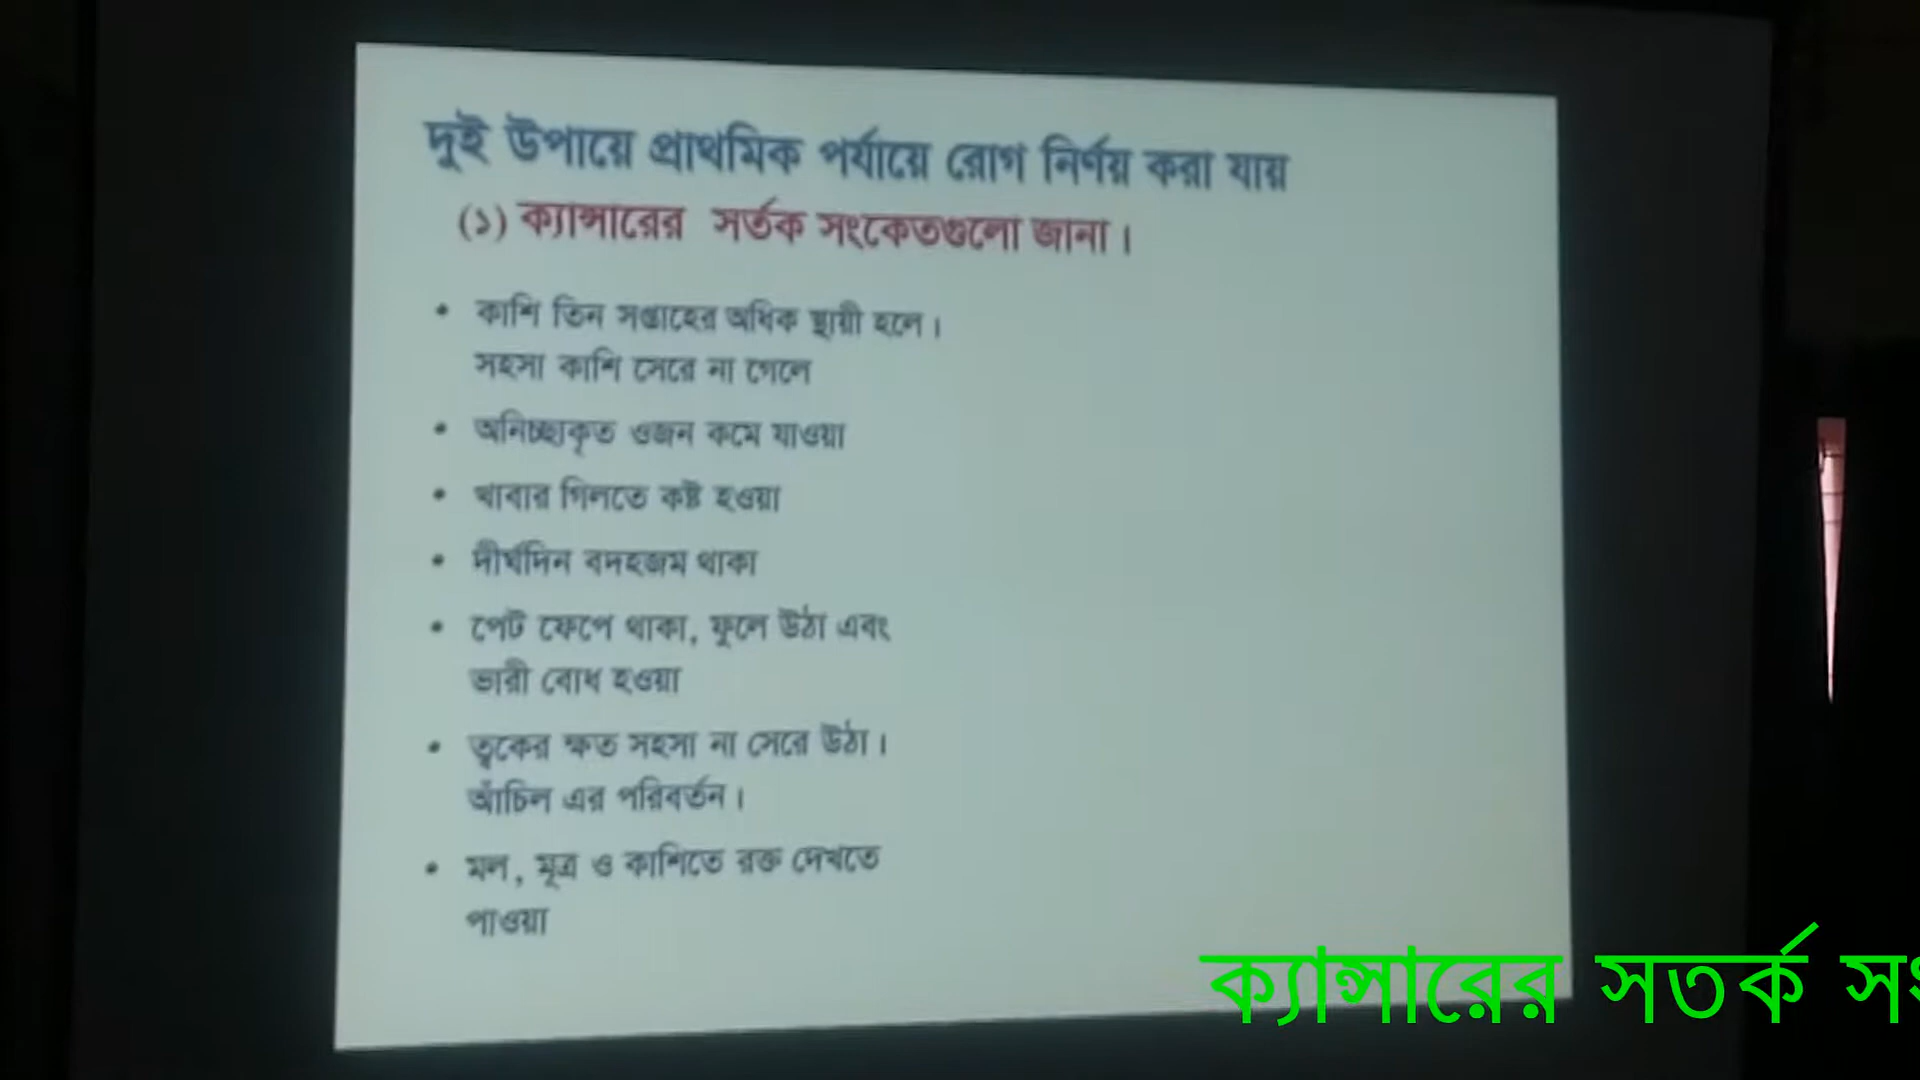 দুই উপায়ে প্রাথমিক পর্যায়ে রোগ নির্ণয় করা যায়
(১) ক্যান্সারের সর্তক সংকেতগুলো জানা।
• কাশি তিন সপ্তাহের অধিক স্থায়ী হলে।
সহসা কাশি সেরে না গেলে
• অনিচ্ছাকৃত ওজন কমে যাওয়া
• খাবার গিলতে কষ্ট হওয়া
• দীর্ঘদিন বদহজম থাকা
• পেট ফেপে থাকা, ফুলে উঠা এবং
ভারী বোধ হওয়া
• ত্বকের ক্ষত সহসা না সেরে উঠা।
আঁচিল এর পরিবর্তন।
• মল, মূত্র ও কাশিতে রক্ত দেখতে
পাওয়া
ক্যান্সারের সতর্ক